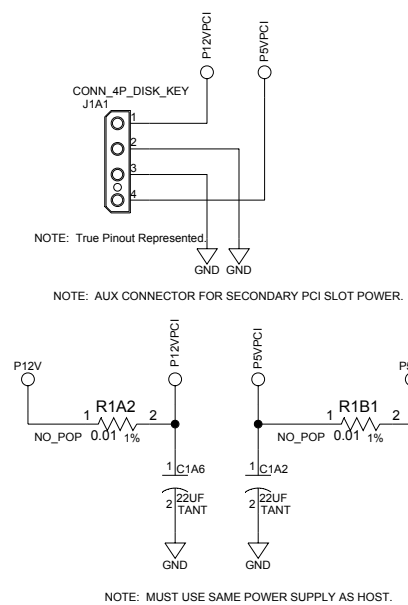 P12VPCI
P5VPCI
CONN_4P_DISK_KEY
J1A1
1
2
3
4
NOTE: True Pinout Represented.
GND GND
NOTE: AUX CONNECTOR FOR SECONDARY PCI SLOT POWER.
P12V
P12VPCI
P5VPCI
1 R1A2 2
NO_POP 0.01 1%
1 R1B1 2
NO_POP 0.01 1%
1 C1A6
2 22UF
TANT
1 C1A2
2 22UF
TANT
GND
GND
NOTE: MUST USE SAME POWER SUPPLY AS HOST.